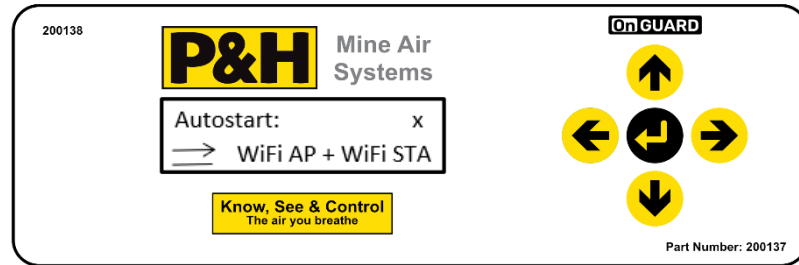 200138
P&H
Mine Air
Systems
Autostart: x
WiFi AP + WiFi STA
Know, See & Control
The air you breathe
OnGUARD
Part Number: 200137